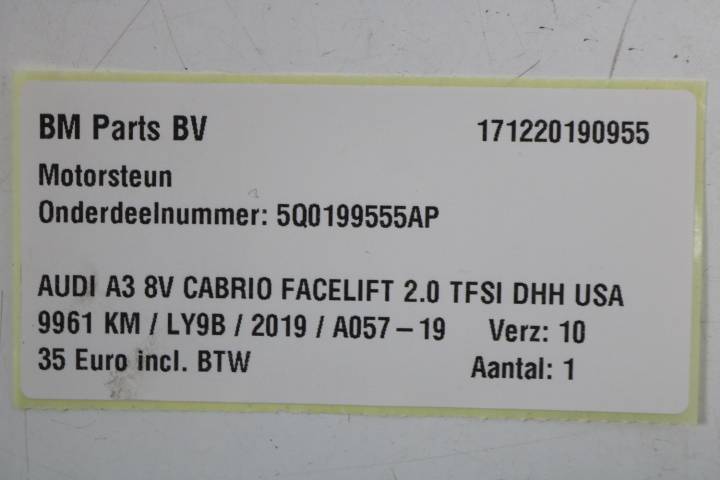 BM Parts BV 171220190955
Motorsteun
Onderdeelnummer: 5Q0199555AP
AUDI A3 8V CABRIO FACELIFT 2.0 TFSI DHH USA
9961 KM / LY9B / 2019 / A057-19 Verz: 10
35 Euro incl. BTW Aantal: 1